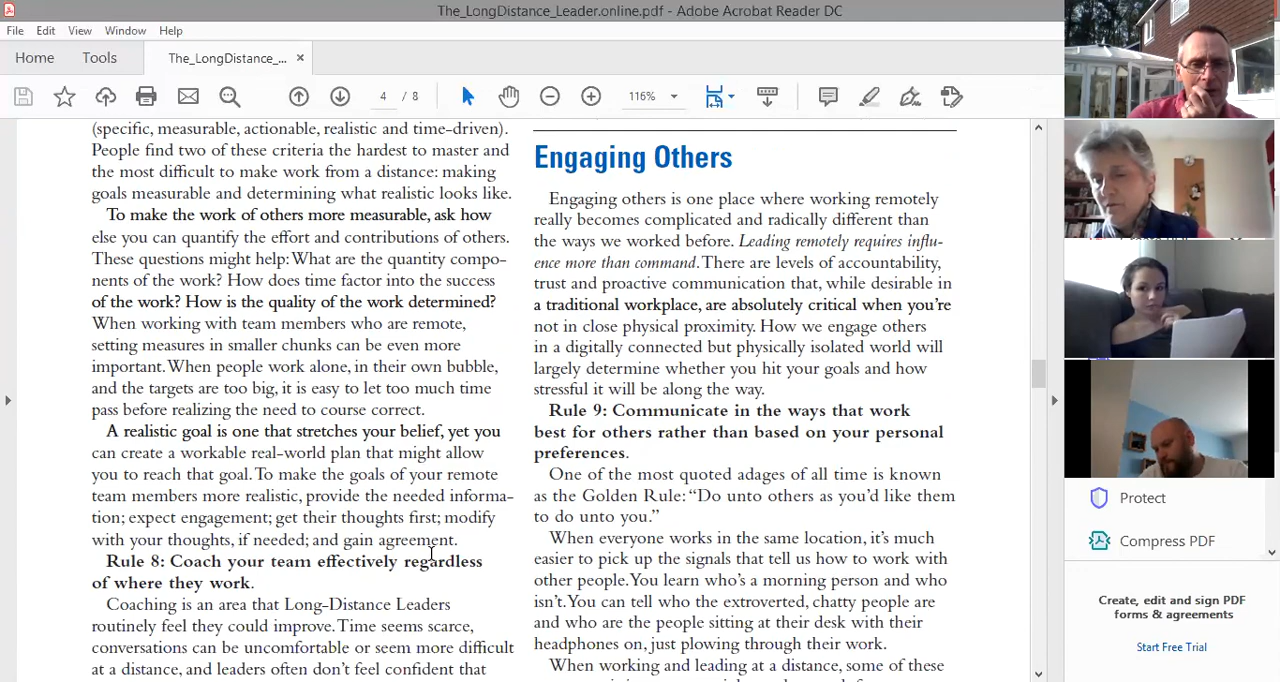 The_LongDistance_Leader.online.pdf - Adobe Acrobat Reader DC
File Edit View Window Help
Home Tools The_LongDistance_... ×
4 / 8 116%
(specific, measurable, actionable, realistic and time-driven).
People find two of these criteria the hardest to master and
the most difficult to make work from a distance: making
goals measurable and determining what realistic looks like.
To make the work of others more measurable, ask how
else you can quantify the effort and contributions of others.
These questions might help: What are the quantity compo-
nents of the work? How does time factor into the success
of the work? How is the quality of the work determined?
When working with team members who are remote,
setting measures in smaller chunks can be even more
important. When people work alone, in their own bubble,
and the targets are too big, it is easy to let too much time
pass before realizing the need to course correct.
A realistic goal is one that stretches your belief, yet you
can create a workable real-world plan that might allow
you to reach that goal. To make the goals of your remote
team members more realistic, provide the needed informa-
tion; expect engagement; get their thoughts first; modify
with your thoughts, if needed; and gain agreement.
Rule 8: Coach your team effectively regardless
of where they work.
Coaching is an area that Long-Distance Leaders
routinely feel they could improve. Time seems scarce,
conversations can be uncomfortable or seem more difficult
at a distance, and leaders often don't feel confident that
Engaging Others
Engaging others is one place where working remotely
really becomes complicated and radically different than
the ways we worked before. Leading remotely requires influ-
ence more than command. There are levels of accountability,
trust and proactive communication that, while desirable in
a traditional workplace, are absolutely critical when you're
not in close physical proximity. How we engage others
in a digitally connected but physically isolated world will
largely determine whether you hit your goals and how
stressful it will be along the way.
Rule 9: Communicate in the ways that work
best for others rather than based on your personal
preferences.
One of the most quoted adages of all time is known
as the Golden Rule: “Do unto others as you'd like them
to do unto you.”
When everyone works in the same location, it's much
easier to pick up the signals that tell us how to work with
other people. You learn who's a morning person and who
isn't. You can tell who the extroverted, chatty people are
and who are the people sitting at their desk with their
headphones on, just plowing through their work.
When working and leading at a distance, some of these
Protect
Compress PDF
Create, edit and sign PDF
forms & agreements
Start Free Trial